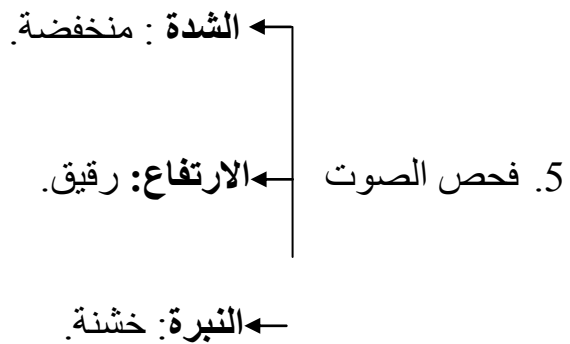 الشدة : منخفضة.
5. فحص الصوت
الارتفاع: رقيق.
النبرة: خشنة.